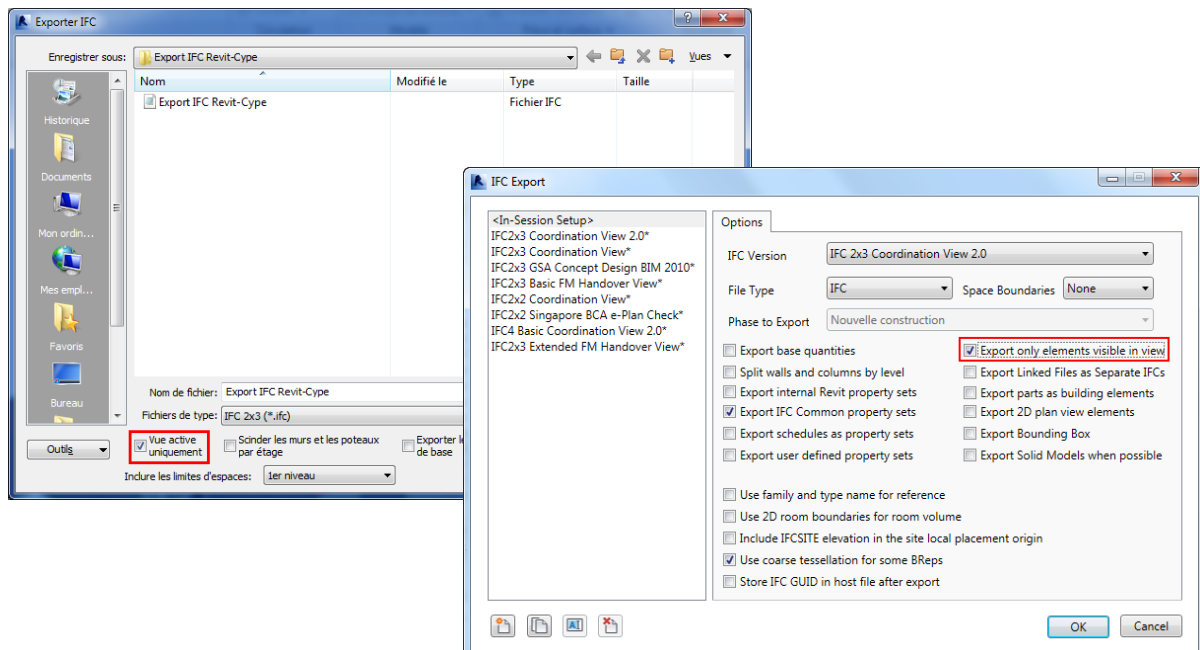 Exporter IFC
Enregistrer sous: Export IFC Revit-Cype Vues
Nom Modifié le Type Taille
Export IFC Revit-Cype Fichier IFC
Historique
Documents
Mon ordin...
Mes empl...
Favoris
Bureau
Nom de fichier: Export IFC Revit-Cype
Fichiers de type: IFC 2x3 (*.ifc)
Outils
Vue active
uniquement
Scinder les murs et les poteaux
par étage
Exporter le
de base
Inclure les limites d'espaces: 1er niveau
IFC Export
<In-Session Setup>
IFC2x3 Coordination View 2.0*
IFC2x3 Coordination View*
IFC2x3 GSA Concept Design BIM 2010*
IFC2x3 Basic FM Handover View*
IFC2x2 Coordination View*
IFC2x2 Singapore BCA e-Plan Check*
IFC4 Basic Coordination View 2.0*
IFC2x3 Extended FM Handover View*
Options
IFC Version IFC 2x3 Coordination View 2.0
File Type IFC Space Boundaries None
Phase to Export Nouvelle construction
Export base quantities
Split walls and columns by level
Export internal Revit property sets
Export IFC Common property sets
Export schedules as property sets
Export user defined property sets
Export only elements visible in view
Export Linked Files as Separate IFCs
Export parts as building elements
Export 2D plan view elements
Export Bounding Box
Export Solid Models when possible
Use family and type name for reference
Use 2D room boundaries for room volume
Include IFCSITE elevation in the site local placement origin
Use coarse tessellation for some BReps
Store IFC GUID in host file after export
OK Cancel